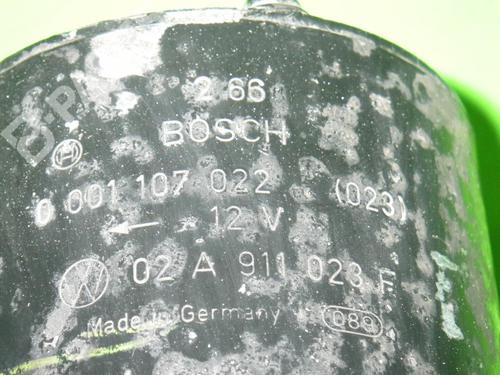 2 66
BOSCH
0 001 107 022 (023)
12 V
02 A 911 023 F
Made in Germany 088